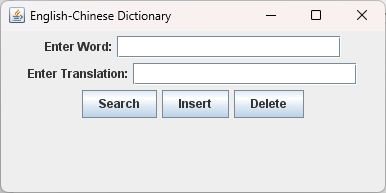 English-Chinese Dictionary
Enter Word:
Enter Translation:
Search Insert Delete